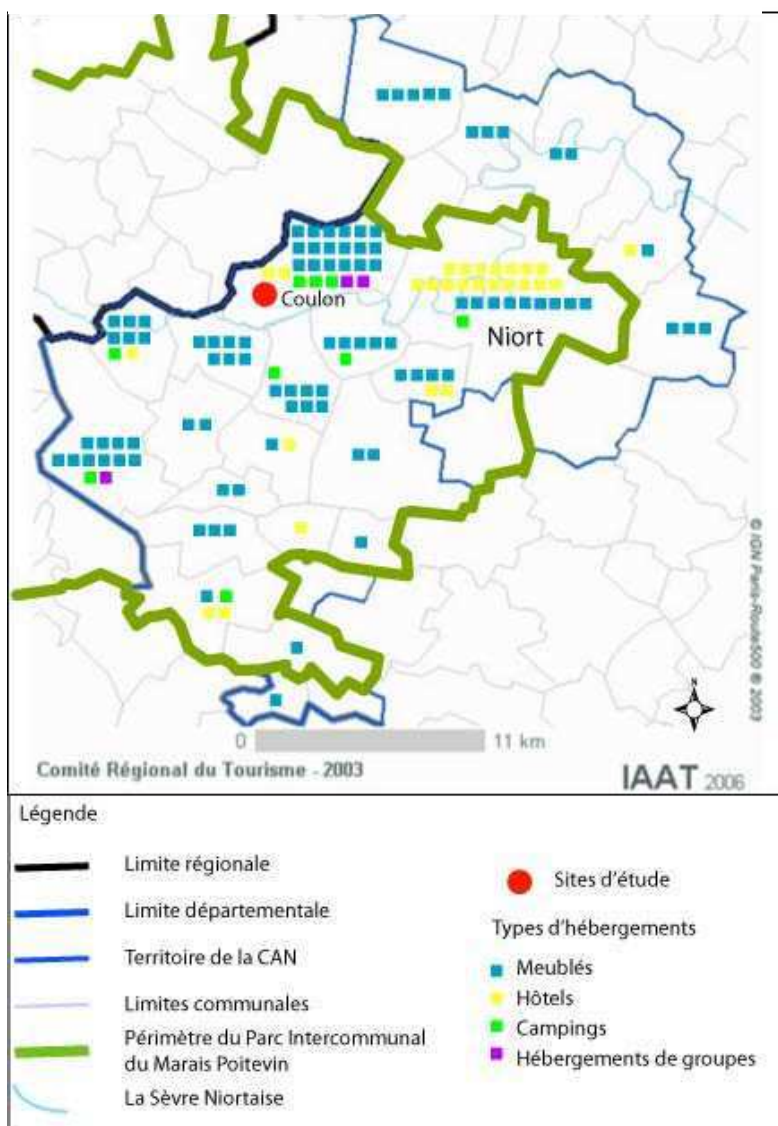 Coulon
Niort
N
0 11 km
Comité Régional du Tourisme - 2003
IAAT 2006
© IGN Paris-Route500 ® 2003
Légende
Limite régionale
Limite départementale
Territoire de la CAN
Limites communales
Périmètre du Parc Intercommunal
du Marais Poitevin
La Sèvre Niortaise
Sites d'étude
Types d'hébergements
Meublés
Hôtels
Campings
Hébergements de groupes